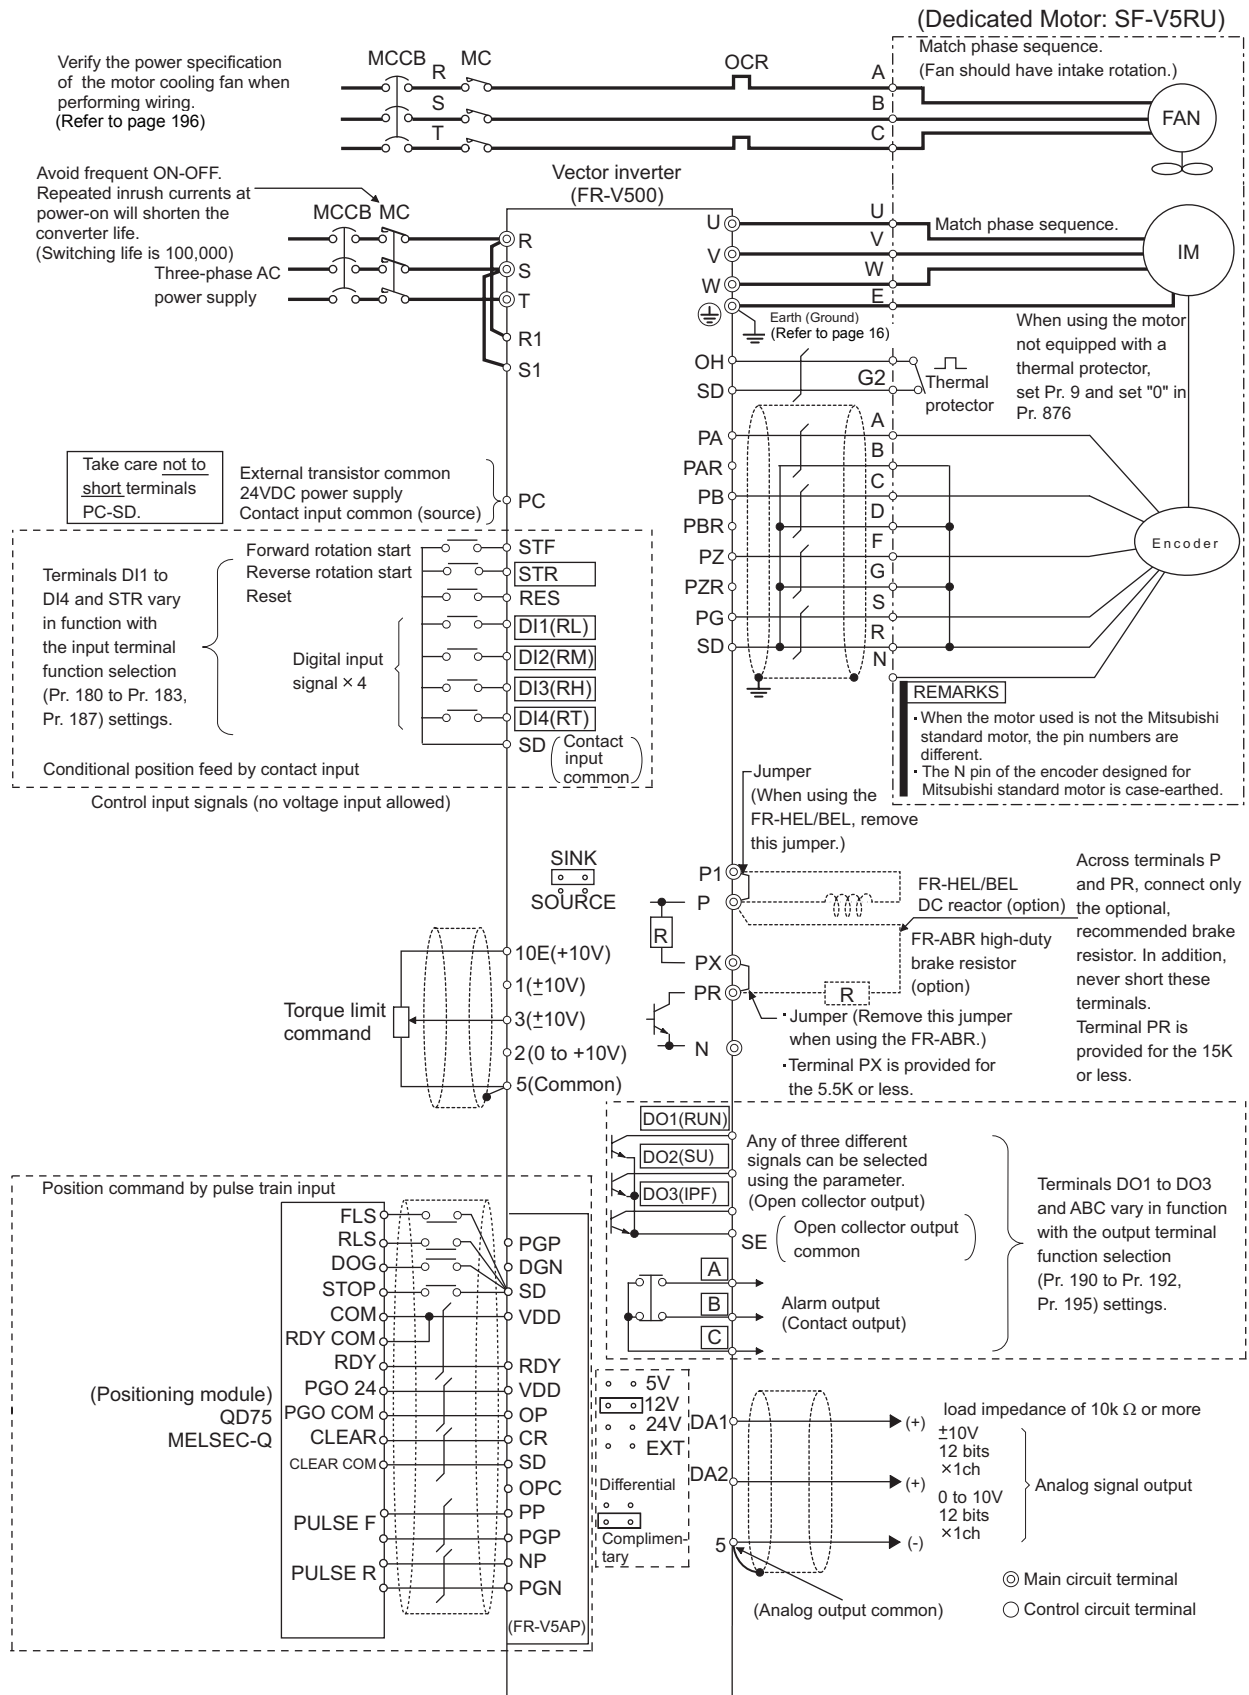 (Dedicated Motor: SF-V5RU)
Verify the power specification
of the motor cooling fan when
performing wiring.
(Refer to page 196)
MCCB
MC
R
S
T
OCR
A
B
C
Match phase sequence.
(Fan should have intake rotation.)
FAN
Avoid frequent ON-OFF.
Repeated inrush currents at
power-on will shorten the
converter life.
(Switching life is 100,000)
MCCB
MC
Three-phase AC
power supply
Vector inverter
(FR-V500)
R
S
T
R1
S1
U
V
W
U
V
W
E
Match phase sequence.
IM
Earth (Ground)
(Refer to page 16)
OH
SD
G2
Thermal
protector
When using the motor
not equipped with a
thermal protector,
set Pr. 9 and set "0" in
Pr. 876
PA
PAR
PB
PBR
PZ
PZR
PG
SD
A
B
C
D
F
G
S
R
N
Encoder
REMARKS
· When the motor used is not the Mitsubishi
standard motor, the pin numbers are
different.
· The N pin of the encoder designed for
Mitsubishi standard motor is case-earthed.
Take care not to
short terminals
PC-SD.
External transistor common
24VDC power supply
Contact input common (source)
PC
Terminals DI1 to
DI4 and STR vary
in function with
the input terminal
function selection
(Pr. 180 to Pr. 183,
Pr. 187) settings.
Forward rotation start
Reverse rotation start
Reset
Digital input
signal × 4
STF
STR
RES
DI1(RL)
DI2(RM)
DI3(RH)
DI4(RT)
SD
(Contact
input
common)
Conditional position feed by contact input
Control input signals (no voltage input allowed)
Jumper
(When using the
FR-HEL/BEL, remove
this jumper.)
SINK
SOURCE
P1
P
R
PX
PR
N
FR-HEL/BEL
DC reactor (option)
FR-ABR high-duty
brake resistor
(option)
R
Across terminals P
and PR, connect only
the optional,
recommended brake
resistor. In addition,
never short these
terminals.
Terminal PR is
provided for the 15K
or less.
· Jumper (Remove this jumper
when using the FR-ABR.)
· Terminal PX is provided for
the 5.5K or less.
Torque limit
command
10E(+10V)
1(±10V)
3(±10V)
2(0 to +10V)
5(Common)
DO1(RUN)
DO2(SU)
DO3(IPF)
Any of three different
signals can be selected
using the parameter.
(Open collector output)
SE
(Open collector output
common)
A
B
C
Alarm output
(Contact output)
Terminals DO1 to DO3
and ABC vary in function
with the output terminal
function selection
(Pr. 190 to Pr. 192,
Pr. 195) settings.
Position command by pulse train input
(Positioning module)
QD75
MELSEC-Q
FLS
RLS
DOG
STOP
COM
RDY COM
RDY
PGO 24
PGO COM
CLEAR
CLEAR COM
PULSE F
PULSE R
PGP
DGN
SD
VDD
RDY
VDD
OP
CR
SD
OPC
PP
PGP
NP
PGN
(FR-V5AP)
5V
12V
24V
EXT
Differential
Complimen-
tary
DA1
DA2
5
(+)
(+)
(-)
load impedance of 10k Ω or more
±10V
12 bits
×1ch
0 to 10V
12 bits
×1ch
Analog signal output
(Analog output common)
Main circuit terminal
Control circuit terminal